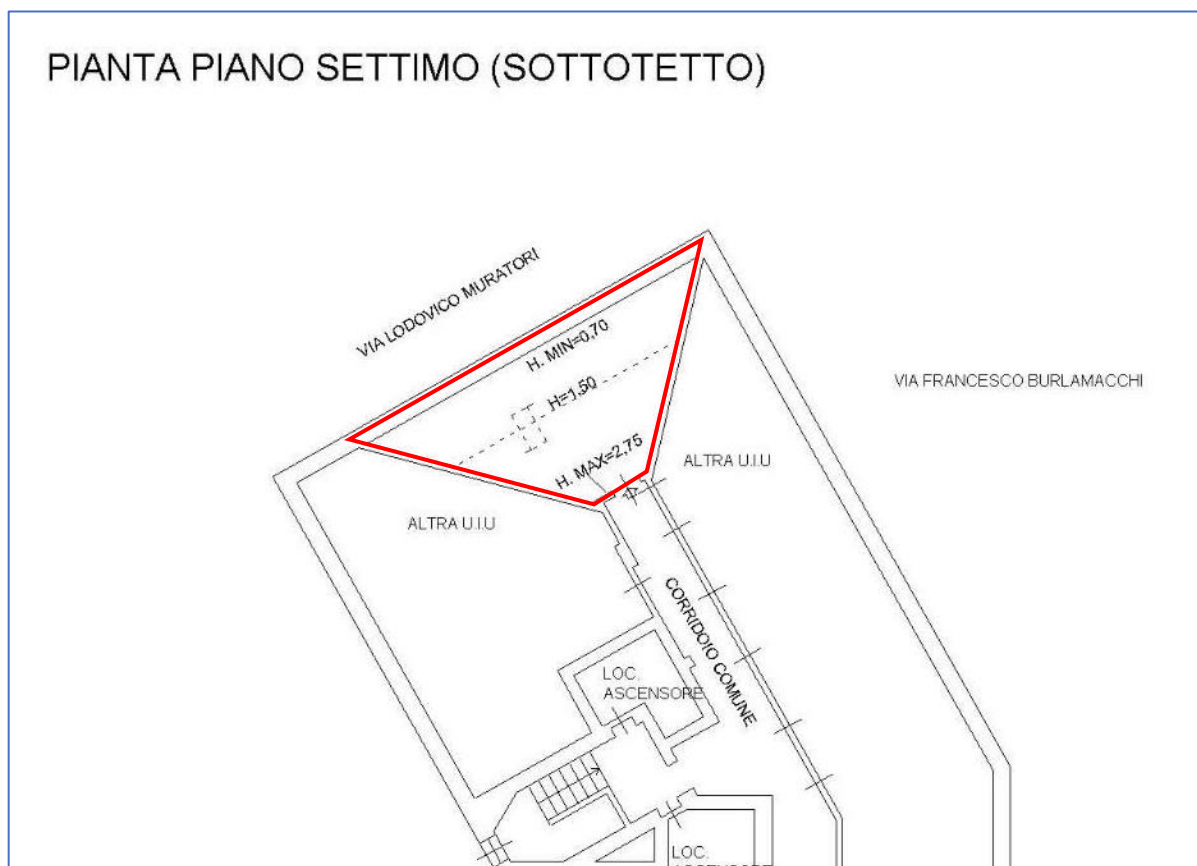 PIANTA PIANO SETTIMO (SOTTOTETTO)
VIA LODOVICO MURATORI
H. MIN=0,70
H=1,50
VIA FRANCESCO BURLAMACCHI
H. MAX=2,75
ALTRA U.I.U
ALTRA U.I.U
CORRIDOIO COMUNE
LOC.
ASCENSORE
LOC.
ASCENSORE